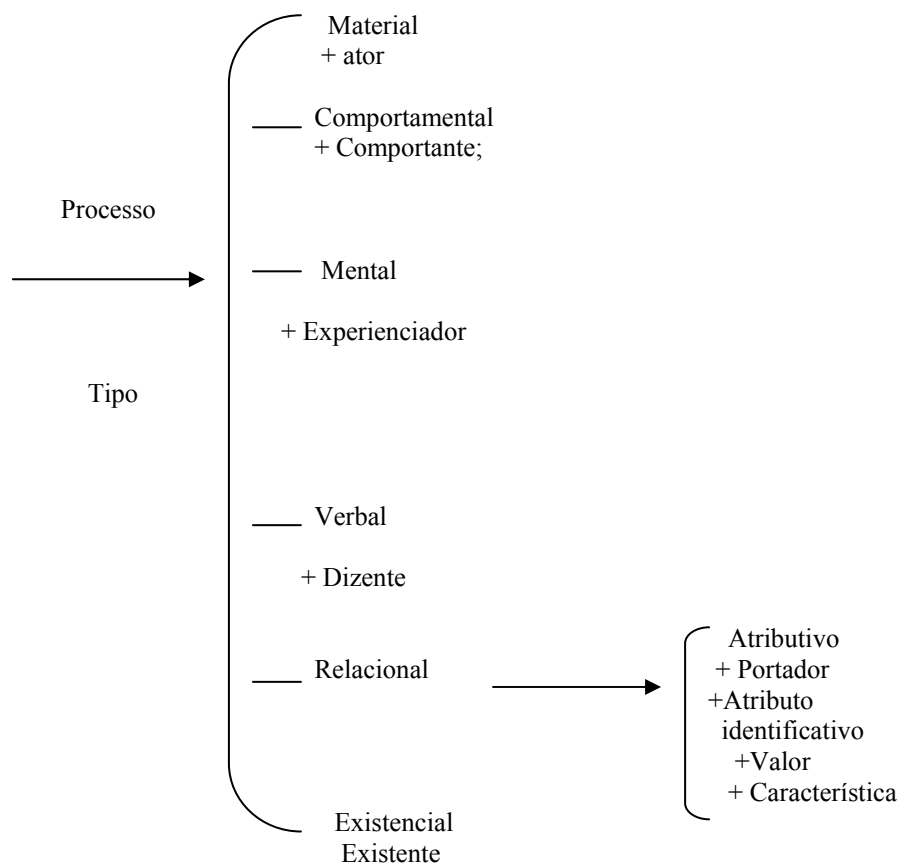 Material
+ ator
Comportamental
+ Comportante;
Processo
Mental
+ Experienciador
Tipo
Verbal
+ Dizente
Relacional
Atributivo
+ Portador
+Atributo
identificativo
+Valor
+ Característica
Existencial
Existente